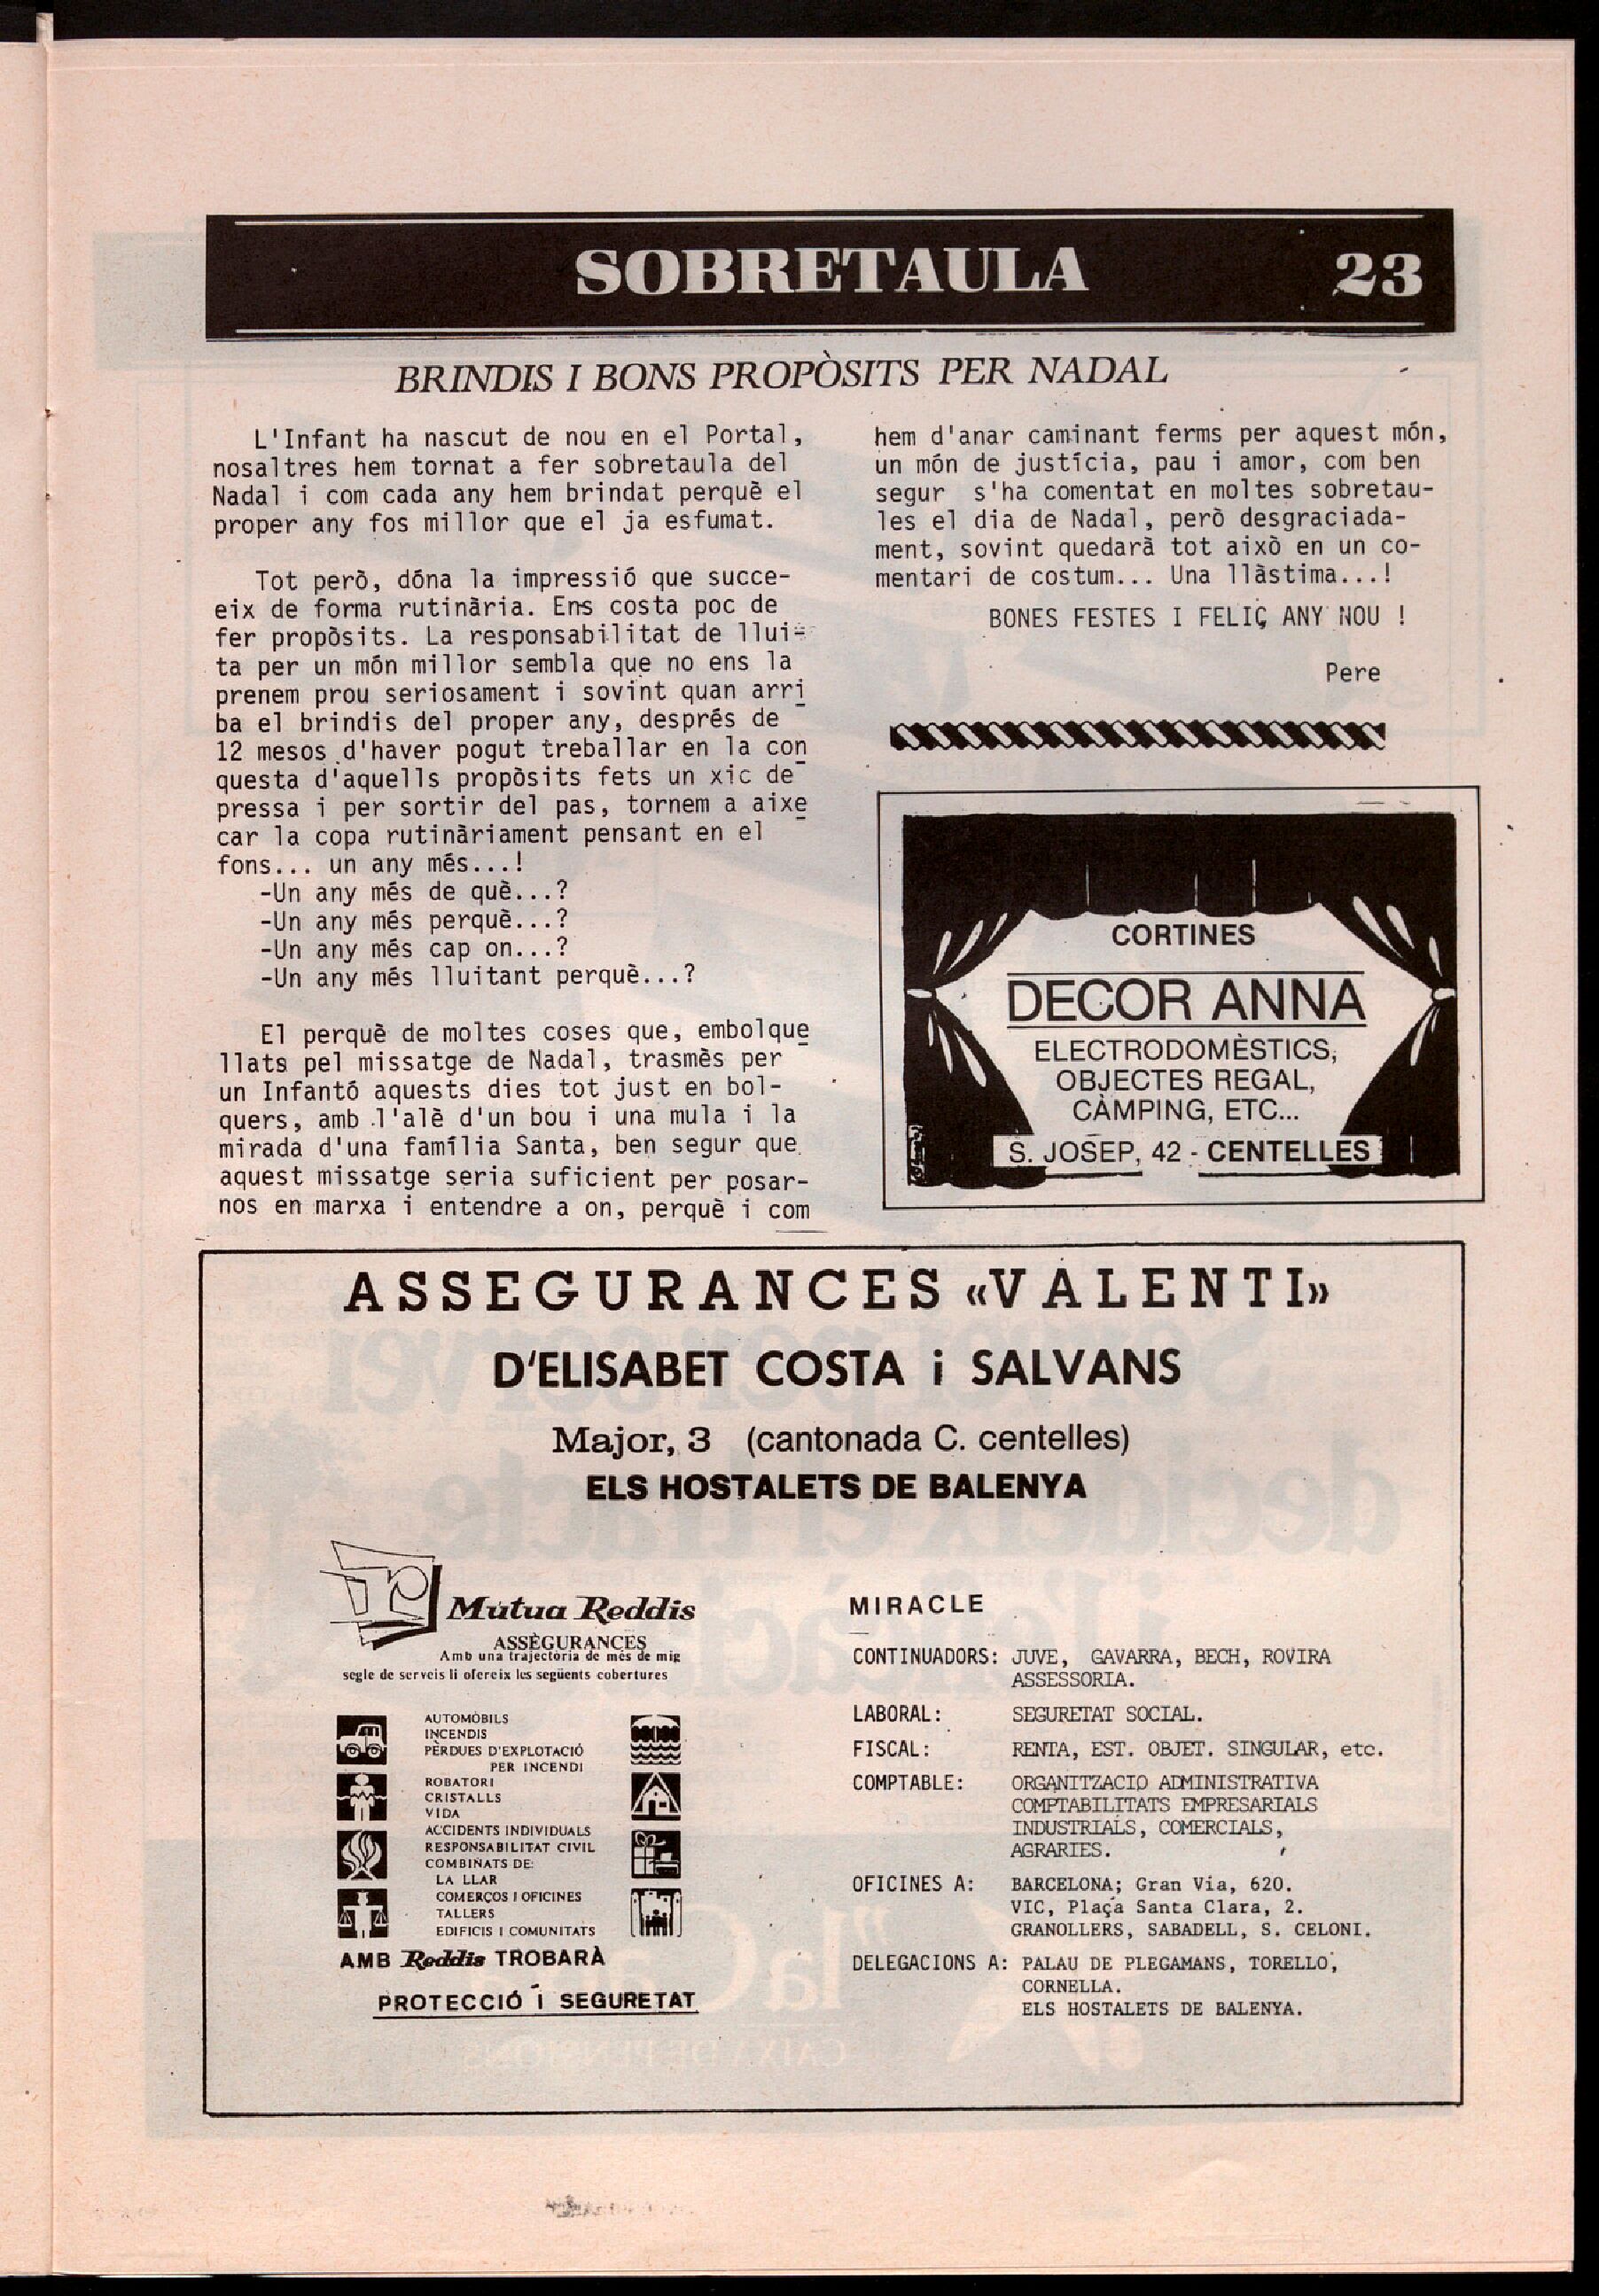 SOBRETAULA 23
BRINDIS I BONS PROPÒSITS PER NADAL
L'Infant ha nascut de nou en el Portal,
nosaltres hem tornat a fer sobretaula del
Nadal i com cada any hem brindat perquè el
proper any fos millor que el ja esfumat.
Tot però, dóna la impressió que succe-
eix de forma rutinària. Ens costa poc de
fer propòsits. La responsabilitat de llui-
ta per un món millor sembla que no ens la
prenem prou seriosament i sovint quan arri
ba el brindis del proper any, després de
12 mesos d'haver pogut treballar en la con
questa d'aquells propòsits fets un xic de
pressa i per sortir del pas, tornem a aixe
car la copa rutinàriament pensant en el
fons... un any més...!
-Un any més de què...?
-Un any més perquè...?
-Un any més cap on...?
-Un any més lluitant perquè...?
El perquè de moltes coses que, embolque
llats pel missatge de Nadal, trasmès per
un Infantó aquests dies tot just en bol-
quers, amb l'alè d'un bou i una mula i la
mirada d'una família Santa, ben segur que
aquest missatge seria suficient per posar-
nos en marxa i entendre a on, perquè i com
hem d'anar caminant ferms per aquest món,
un món de justícia, pau i amor, com ben
segur s'ha comentat en moltes sobretau-
les el dia de Nadal, però desgraciada-
ment, sovint quedarà tot això en un co-
mentari de costum... Una llàstima...!
BONES FESTES I FELIÇ ANY NOU !
Pere
CORTINES
DECOR ANNA
ELECTRODOMÈSTICS,
OBJECTES REGAL,
CÀMPING, ETC...
S. JOSEP, 42 - CENTELLES
ASSEGURANCES «VALENTI»
D'ELISABET COSTA i SALVANS
Major, 3 (cantonada C. centelles)
ELS HOSTALETS DE BALENYA
Mútua Reddis
ASSEGURANCES
Amb una trajectòria de més de mig
segle de serveis li ofereix les següents cobertures
AUTOMÒBILS
INCENDIS
PÈRDUES D'EXPLOTACIÓ
PER INCENDI
ROBATORI
CRISTALLS
VIDA
ACCIDENTS INDIVIDUALS
RESPONSABILITAT CIVIL
COMBINATS DE:
LA LLAR
COMERÇOS I OFICINES
TALLERS
EDIFICIS I COMUNITATS
AMB Reddis TROBARÀ
PROTECCIÓ I SEGURETAT
MIRACLE
CONTINUADORS: JUVE, GAVARRA, BECH, ROVIRA
ASSESSORIA.
LABORAL: SEGURETAT SOCIAL.
FISCAL: RENTA, EST. OBJET. SINGULAR, etc.
COMPTABLE: ORGANITZACIO ADMINISTRATIVA
COMPTABILITATS EMPRESARIALS
INDUSTRIALS, COMERCIALS,
AGRARIES.
OFICINES A: BARCELONA; Gran Via, 620.
VIC, Plaça Santa Clara, 2.
GRANOLLERS, SABADELL, S. CELONI.
DELEGACIONS A: PALAU DE PLEGAMANS, TORELLO,
CORNELLA.
ELS HOSTALETS DE BALENYA.